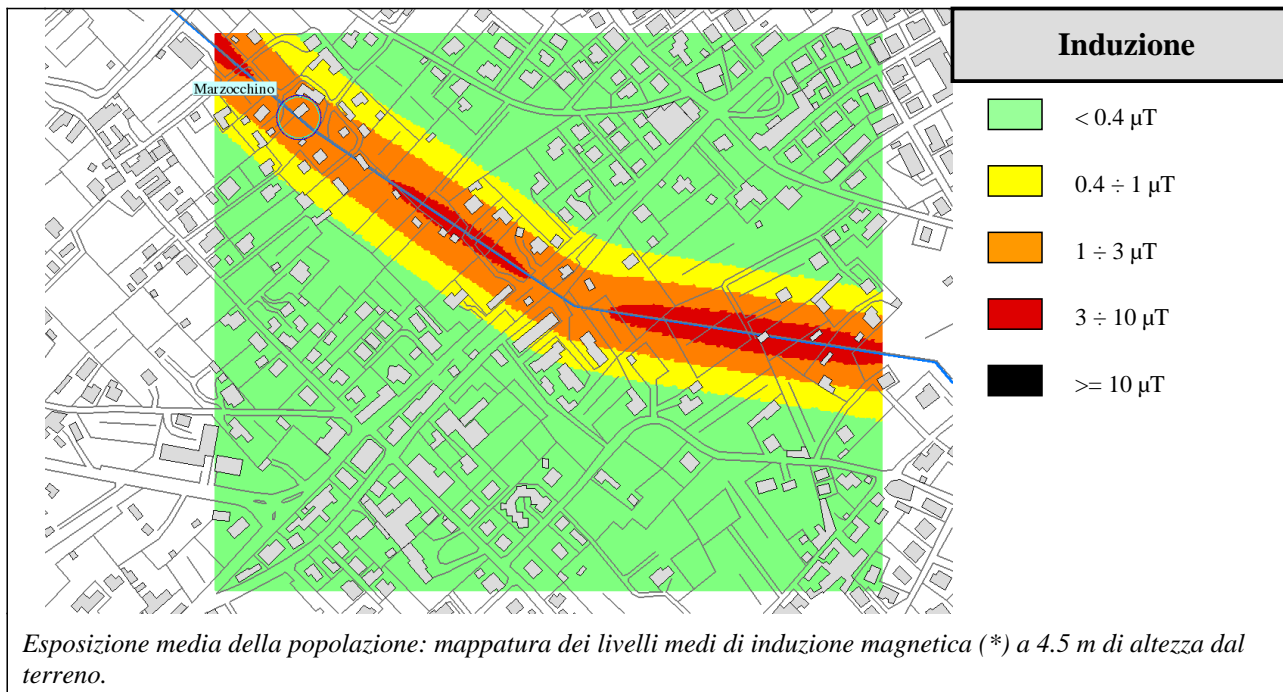 Induzione
Marzocchino
< 0.4 µT
0.4 ÷ 1 µT
1 ÷ 3 µT
3 ÷ 10 µT
>= 10 µT
Esposizione media della popolazione: mappatura dei livelli medi di induzione magnetica (*) a 4.5 m di altezza dal
terreno.